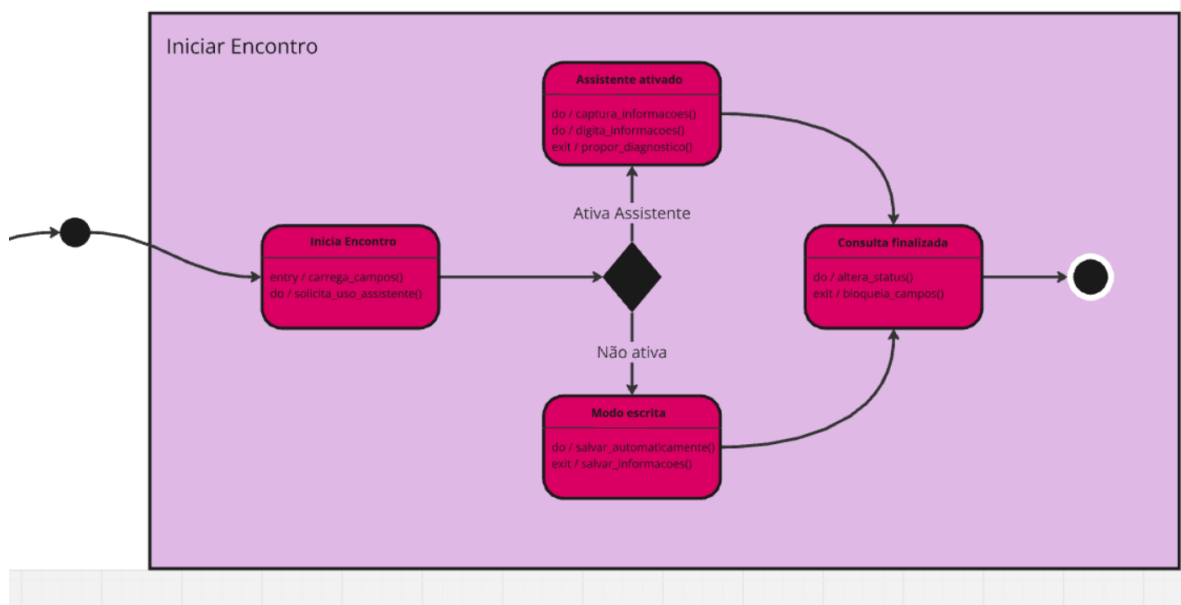 Iniciar Encontro
Assistente ativado
do / captura_informacoes()
do / digita_informacoes()
exit / propor_diagnostico()
Ativa Assistente
Inicia Encontro
entry / carrega_campos()
do / solicita_uso_assistente()
Consulta finalizada
do / altera_status()
exit / bloqueia_campos()
Não ativa
Modo escrita
do / salvar_automaticamente()
exit / salvar_informacoes()